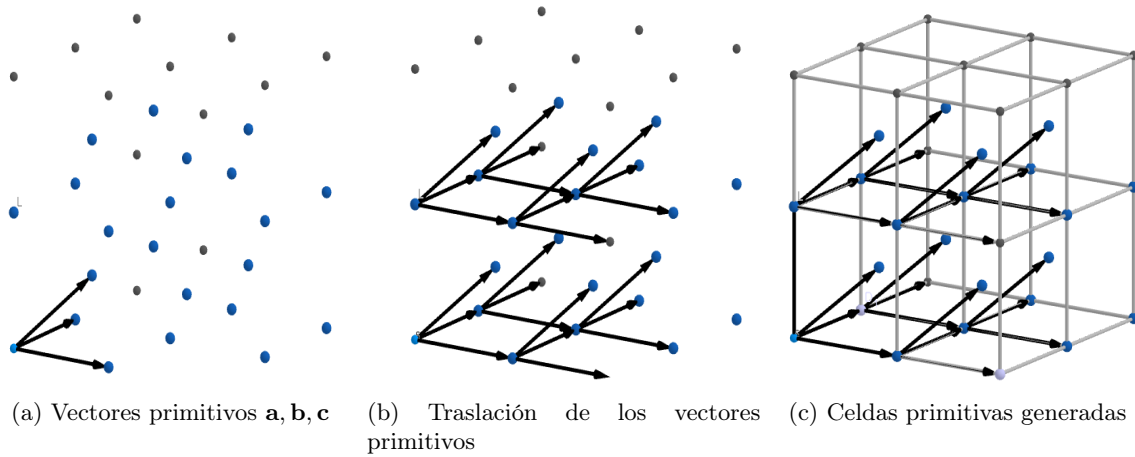 (a) Vectores primitivos a, b, c
(b) Traslación de los vectores
primitivos
(c) Celdas primitivas generadas